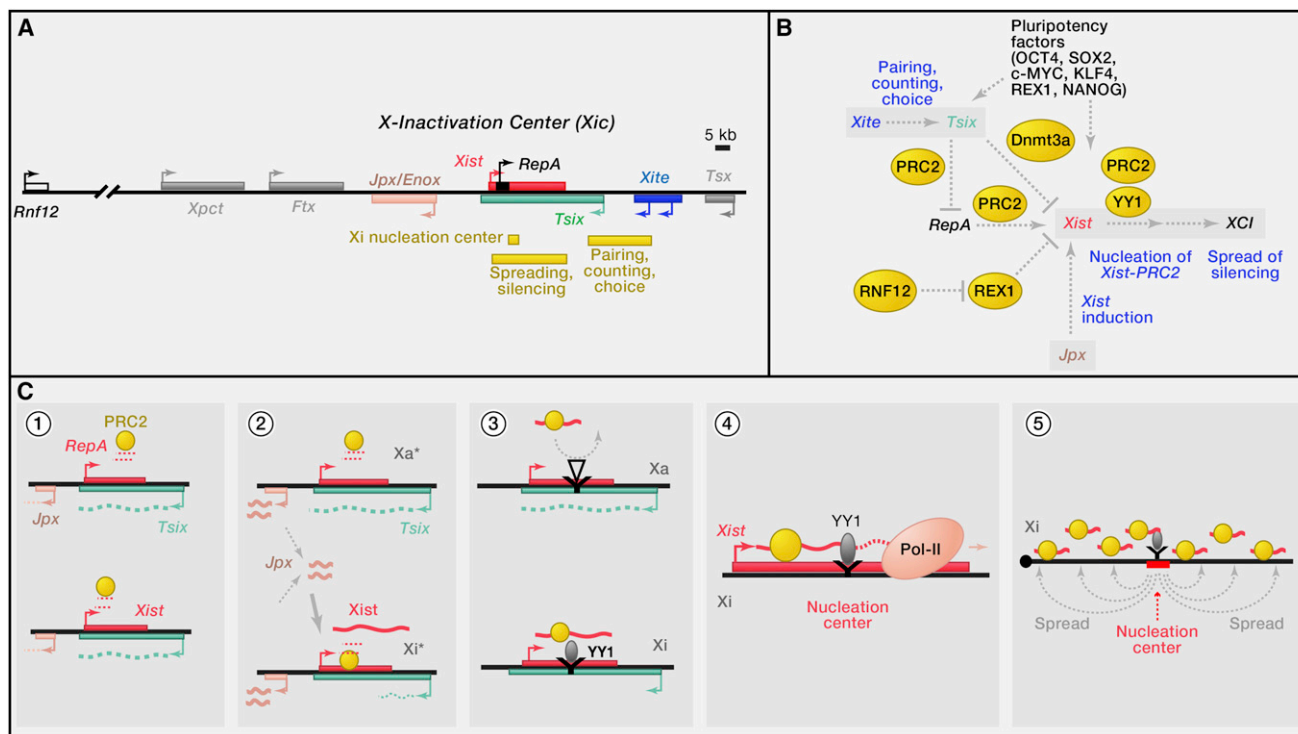 A
X-Inactivation Center (Xic)
5 kb
Xist
RepA
Jpx/Enox
Xite
Tsx
Rnf12
Xpct
Ftx
Tsix
Xi nucleation center
Spreading,
silencing
Pairing,
counting,
choice
B
Pluripotency
factors
(OCT4, SOX2,
c-MYC, KLF4,
REX1, NANOG)
Pairing,
counting,
choice
Xite
Tsix
Dnmt3a
PRC2
PRC2
PRC2
YY1
RepA
Xist
XCI
Nucleation of
Xist-PRC2
Spread of
silencing
RNF12
REX1
Xist
induction
Jpx
C
1
PRC2
RepA
Jpx
Tsix
Xist
2
Xa*
Tsix
Jpx
Xist
Xi*
3
Xa
YY1
Xi
4
Xist
YY1
Pol-II
Xi
Nucleation
center
5
Xi
Spread
Spread
Nucleation
center